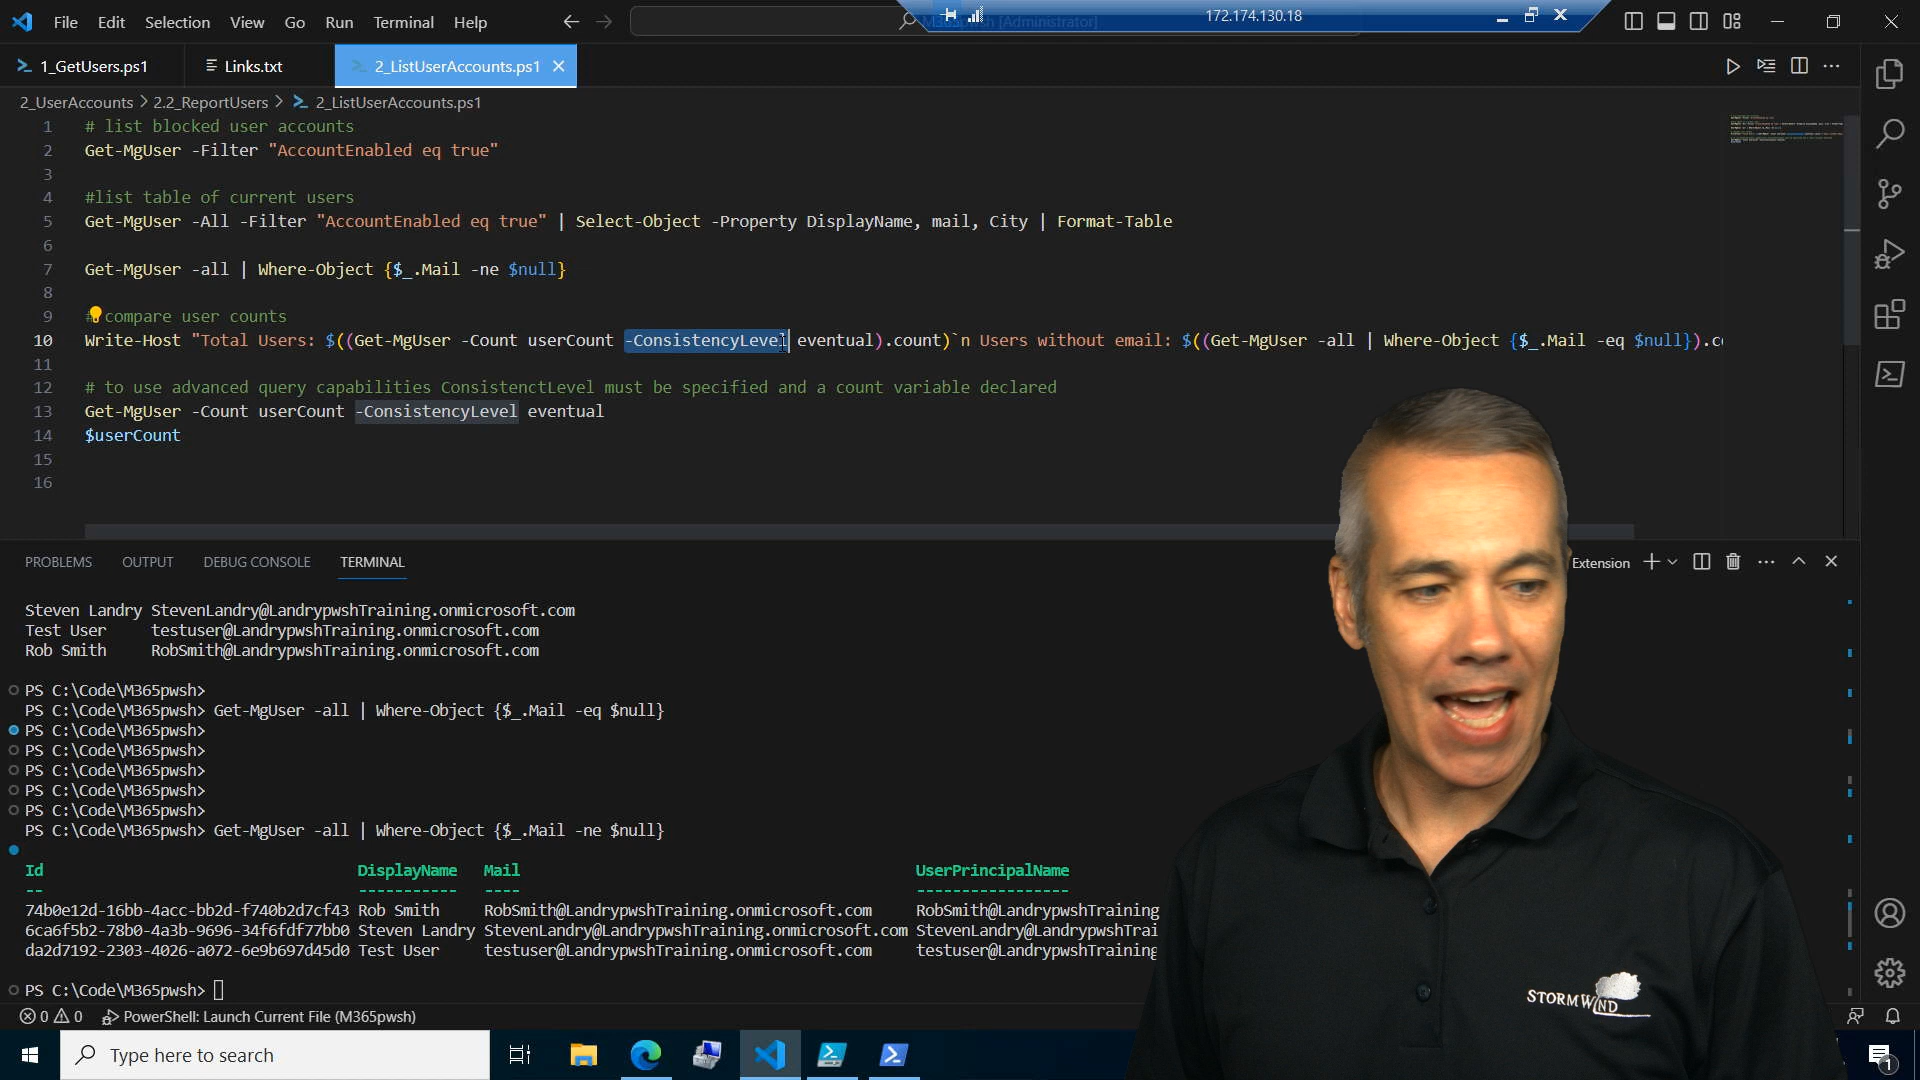 File Edit Selection View Go Run Terminal Help
M365pwsh [Administrator]
172.174.130.18
1_GetUsers.ps1 Links.txt 2_ListUserAccounts.ps1
2_UserAccounts > 2.2_ReportUsers > 2_ListUserAccounts.ps1
1 # list blocked user accounts
2 Get-MgUser -Filter "AccountEnabled eq true"
3
4 #list table of current users
5 Get-MgUser -All -Filter "AccountEnabled eq true" | Select-Object -Property DisplayName, mail, City | Format-Table
6
7 Get-MgUser -all | Where-Object {$_.Mail -ne $null}
8
9 #compare user counts
10 Write-Host "Total Users: $((Get-MgUser -Count userCount -ConsistencyLevel eventual).count)`n Users without email: $((Get-MgUser -all | Where-Object {$_.Mail -eq $null}).co
11
12 # to use advanced query capabilities ConsistenctLevel must be specified and a count variable declared
13 Get-MgUser -Count userCount -ConsistencyLevel eventual
14 $userCount
15
16
PROBLEMS OUTPUT DEBUG CONSOLE TERMINAL
Extension
Steven Landry StevenLandry@LandrypwshTraining.onmicrosoft.com
Test User testuser@LandrypwshTraining.onmicrosoft.com
Rob Smith RobSmith@LandrypwshTraining.onmicrosoft.com
PS C:\Code\M365pwsh>
PS C:\Code\M365pwsh> Get-MgUser -all | Where-Object {$_.Mail -eq $null}
PS C:\Code\M365pwsh>
PS C:\Code\M365pwsh>
PS C:\Code\M365pwsh>
PS C:\Code\M365pwsh>
PS C:\Code\M365pwsh>
PS C:\Code\M365pwsh> Get-MgUser -all | Where-Object {$_.Mail -ne $null}
Id DisplayName Mail UserPrincipalName
-- ----------- ---- -----------------
74b0e12d-16bb-4acc-bb2d-f740b2d7cf43 Rob Smith RobSmith@LandrypwshTraining.onmicrosoft.com RobSmith@LandrypwshTraining
6ca6f5b2-78b0-4a3b-9696-34f6fdf77bb0 Steven Landry StevenLandry@LandrypwshTraining.onmicrosoft.com StevenLandry@LandrypwshTrai
da2d7192-2303-4026-a072-6e9b697d45d0 Test User testuser@LandrypwshTraining.onmicrosoft.com testuser@LandrypwshTraining
PS C:\Code\M365pwsh>
STORMWIND
0 0 PowerShell: Launch Current File (M365pwsh)
Type here to search
1